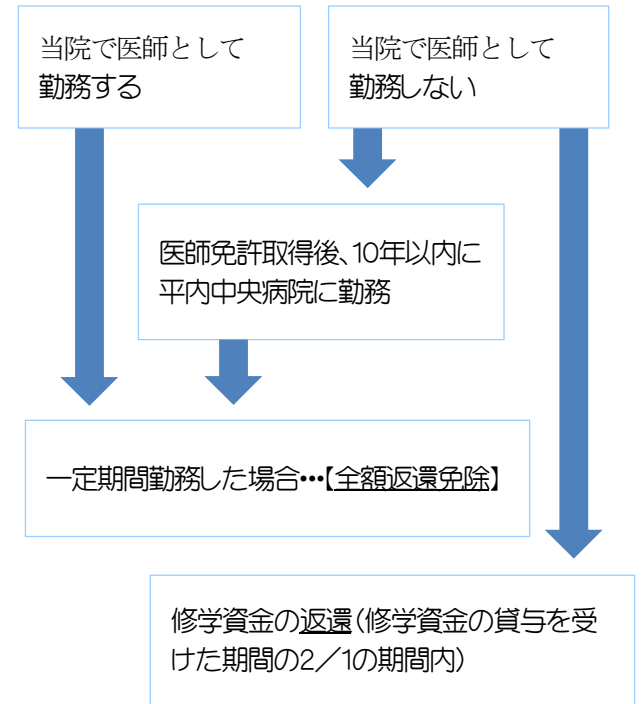 当院で医師として
勤務する
当院で医師として
勤務しない
医師免許取得後、10年以内に
平内中央病院に勤務
一定期間勤務した場合…【全額返還免除】
修学資金の返還（修学資金の貸与を受
けた期間の2／1の期間内）